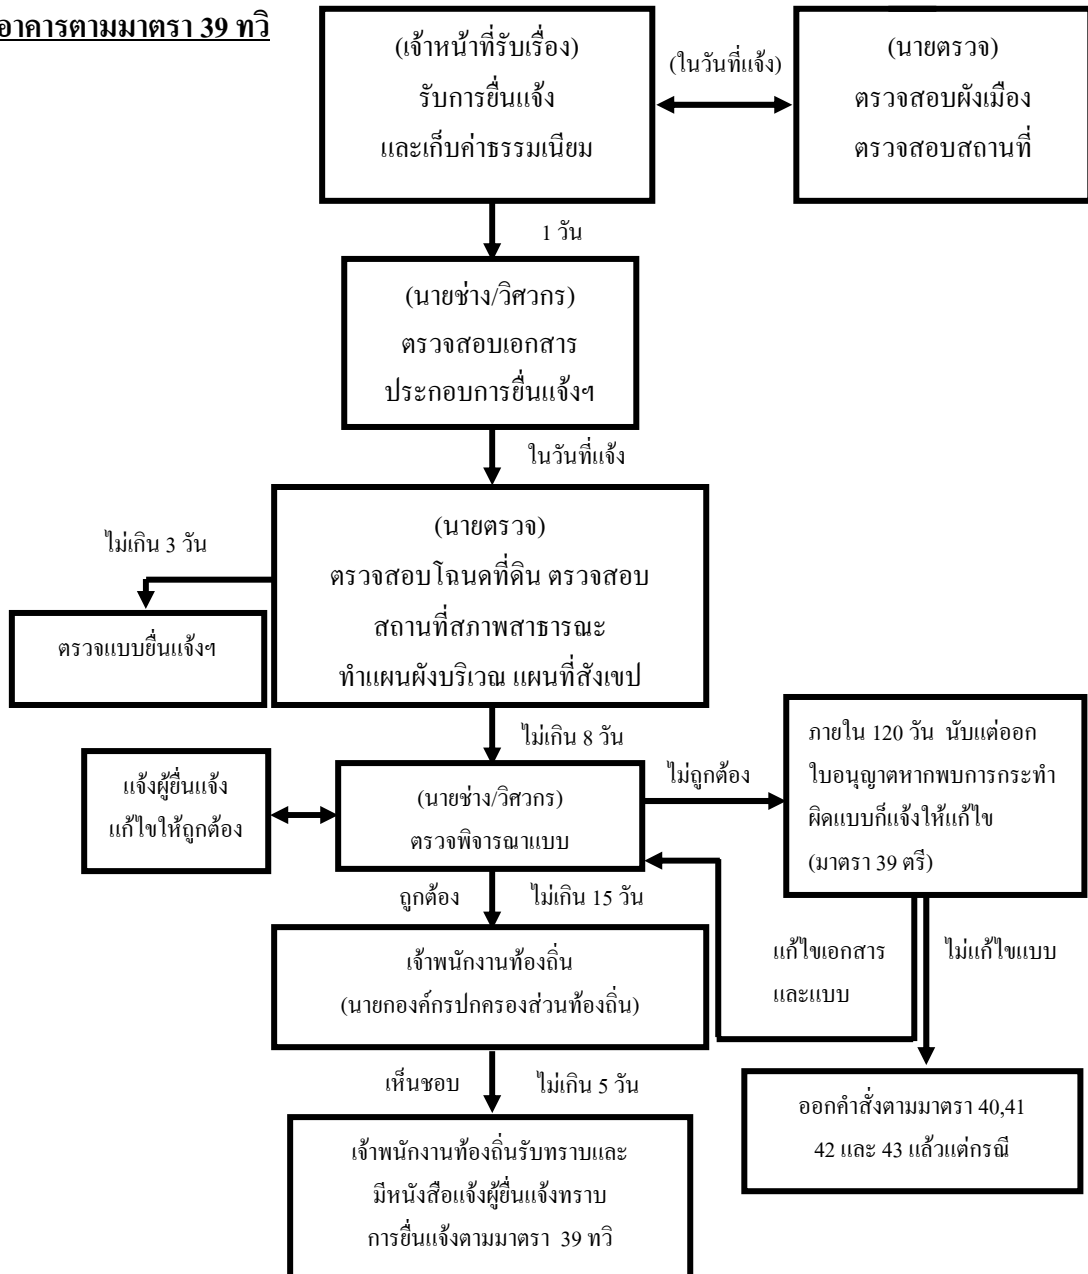 อาคารตามมาตรา 39 ทวิ
(เจ้าหน้าที่รับเรื่อง)
รับการยื่นแจ้ง
และเก็บค่าธรรมเนียม
(ในวันที่แจ้ง)
(นายตรวจ)
ตรวจสอบผังเมือง
ตรวจสอบสถานที่
1 วัน
(นายช่าง/วิศวกร)
ตรวจสอบเอกสาร
ประกอบการยื่นแจ้งฯ
ในวันที่แจ้ง
(นายตรวจ)
ตรวจสอบโฉนดที่ดิน ตรวจสอบ
สถานที่สภาพสาธารณะ
ทำแผนผังบริเวณ แผนที่สังเขป
ไม่เกิน 3 วัน
ตรวจแบบยื่นแจ้งฯ
ไม่เกิน 8 วัน
(นายช่าง/วิศวกร)
ตรวจพิจารณาแบบ
แจ้งผู้ยื่นแจ้ง
แก้ไขให้ถูกต้อง
ไม่ถูกต้อง
ภายใน 120 วัน นับแต่ออก
ใบอนุญาตหากพบการกระทำ
ผิดแบบก็แจ้งให้แก้ไข
(มาตรา 39 ตรี)
ถูกต้อง
ไม่เกิน 15 วัน
แก้ไขเอกสาร
และแบบ
ไม่แก้ไขแบบ
เจ้าพนักงานท้องถิ่น
(นายกองค์กรปกครองส่วนท้องถิ่น)
เห็นชอบ
ไม่เกิน 5 วัน
ออกคำสั่งตามมาตรา 40,41
42 และ 43 แล้วแต่กรณี
เจ้าพนักงานท้องถิ่นรับทราบและ
มีหนังสือแจ้งผู้ยื่นแจ้งทราบ
การยื่นแจ้งตามมาตรา 39 ทวิ